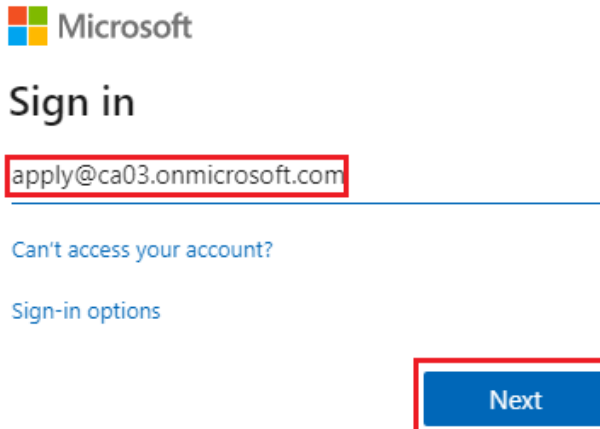 Microsoft
Sign in
apply@ca03.onmicrosoft.com
Can't access your account?
Sign-in options
Next